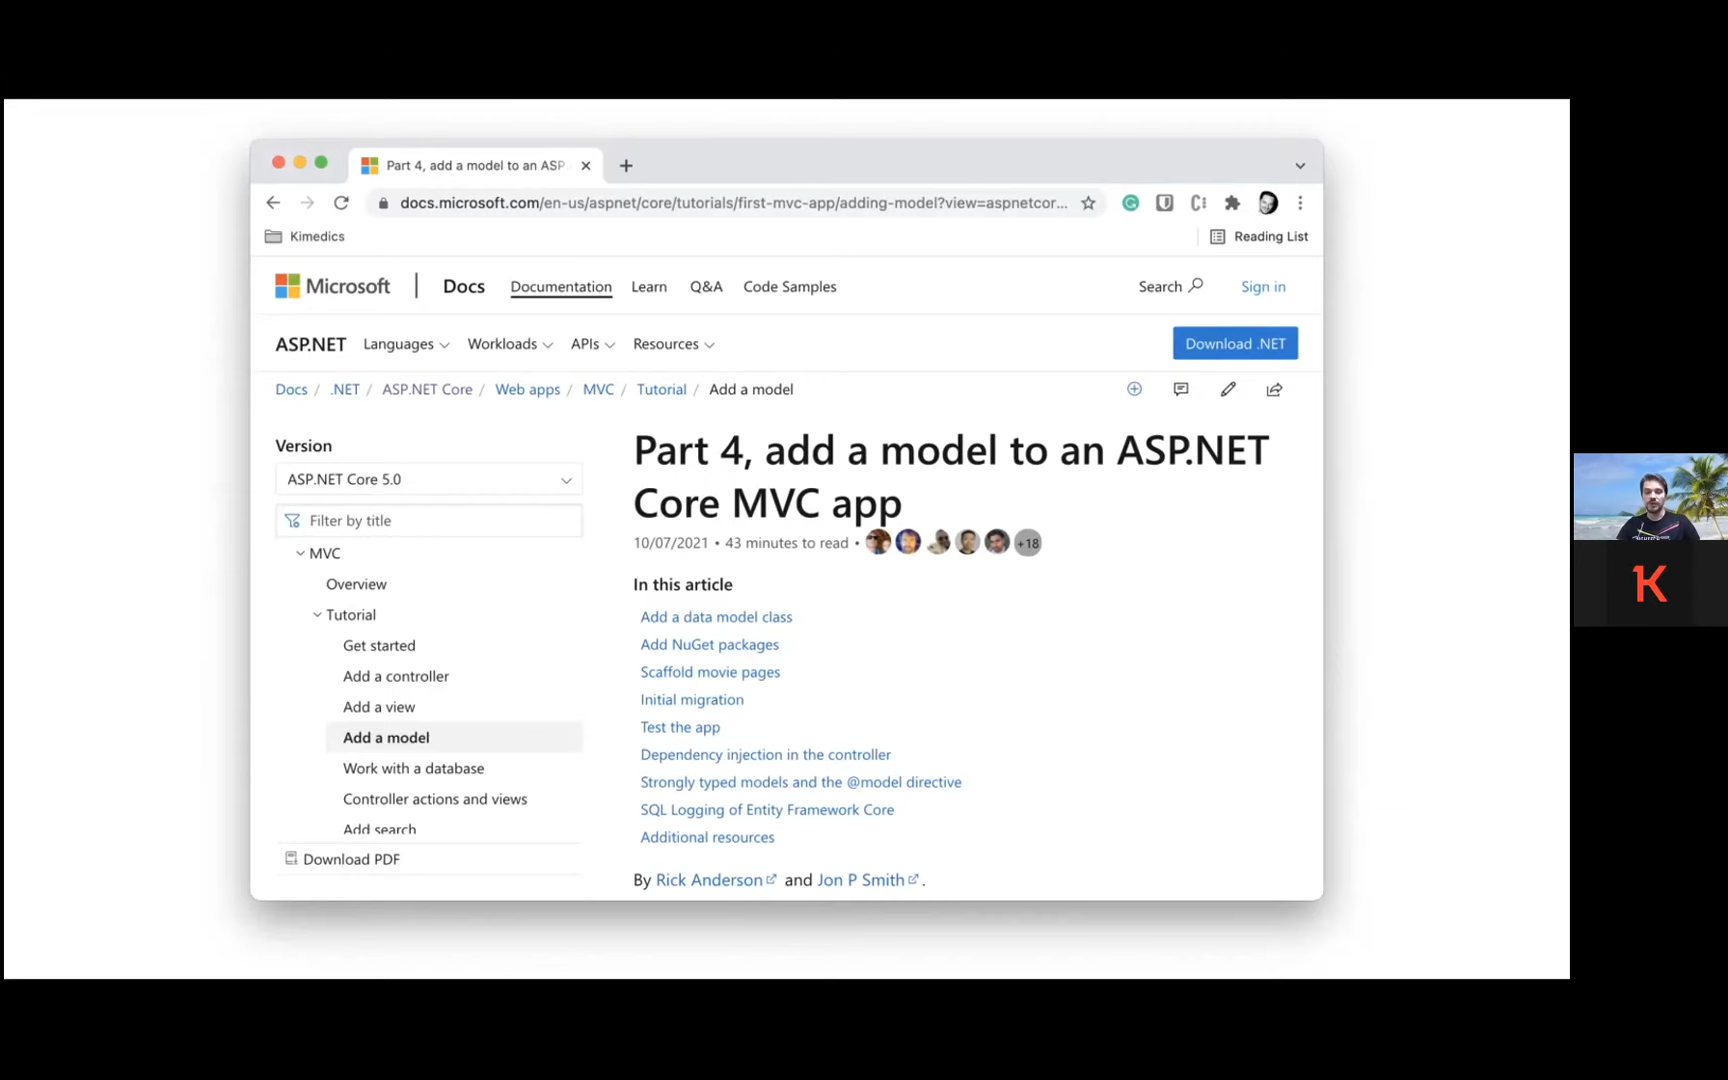 Part 4, add a model to an ASP
docs.microsoft.com/en-us/aspnet/core/tutorials/first-mvc-app/adding-model?view=aspnetcor...
Kimedics
Reading List
Microsoft | Docs Documentation Learn Q&A Code Samples Search Sign in
ASP.NET Languages Workloads APIs Resources Download .NET
Docs / .NET / ASP.NET Core / Web apps / MVC / Tutorial / Add a model
Version
ASP.NET Core 5.0
Filter by title
MVC
Overview
Tutorial
Get started
Add a controller
Add a view
Add a model
Work with a database
Controller actions and views
Add search
Download PDF
Part 4, add a model to an ASP.NET
Core MVC app
10/07/2021 • 43 minutes to read •
+18
In this article
Add a data model class
Add NuGet packages
Scaffold movie pages
Initial migration
Test the app
Dependency injection in the controller
Strongly typed models and the @model directive
SQL Logging of Entity Framework Core
Additional resources
By Rick Anderson and Jon P Smith.
K